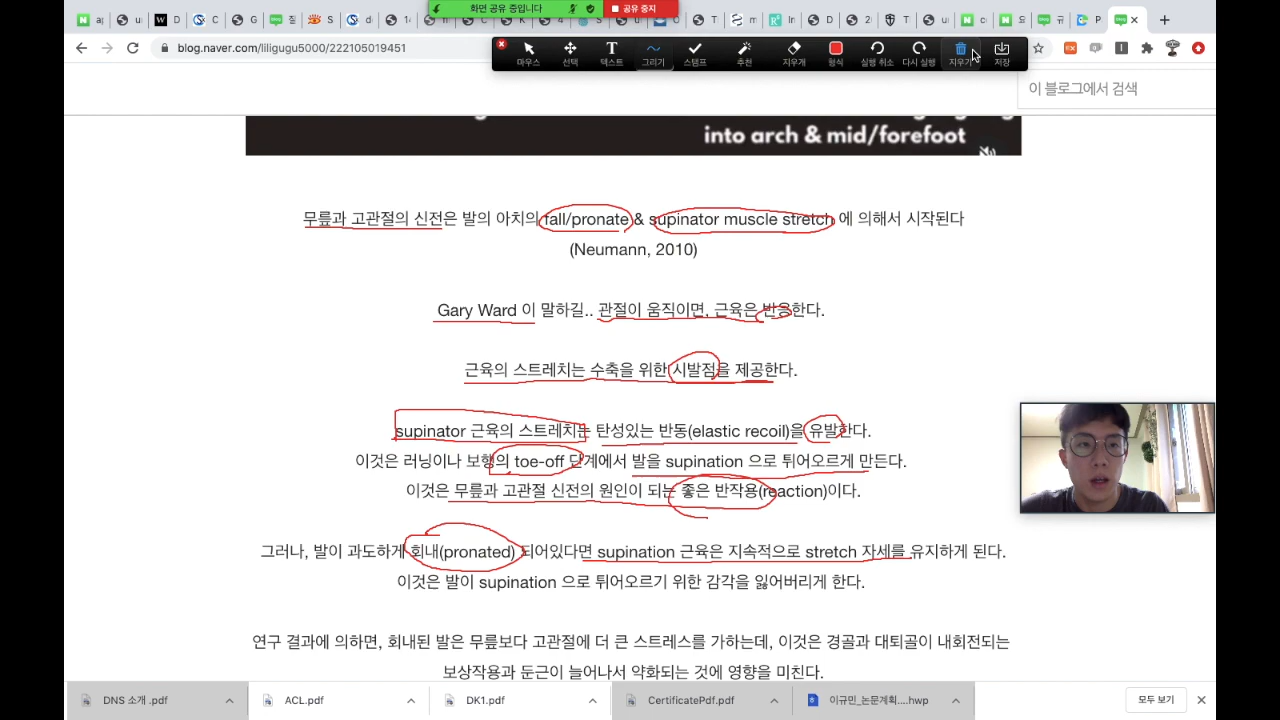 화면 공유 중입니다
공유 중지
blog.naver.com/liligugu5000/222105019451
마우스 선택 텍스트 그리기 스탬프 추천 지우개 형식 실행 취소 다시 실행 지우기 저장
이 블로그에서 검색
into arch & mid/forefoot
무릎과 고관절의 신전은 발의 아치의 fall/pronate & supinator muscle stretch 에 의해서 시작된다
(Neumann, 2010)
Gary Ward 이 말하길.. 관절이 움직이면, 근육은 반응한다.
근육의 스트레치는 수축을 위한 시발점을 제공한다.
supinator 근육의 스트레치는 탄성있는 반동(elastic recoil)을 유발한다.
이것은 러닝이나 보행의 toe-off 단계에서 발을 supination 으로 튀어오르게 만든다.
이것은 무릎과 고관절 신전의 원인이 되는 좋은 반작용(reaction)이다.
그러나, 발이 과도하게 회내(pronated) 되어있다면 supination 근육은 지속적으로 stretch 자세를 유지하게 된다.
이것은 발이 supination 으로 튀어오르기 위한 감각을 잃어버리게 한다.
연구 결과에 의하면, 회내된 발은 무릎보다 고관절에 더 큰 스트레스를 가하는데, 이것은 경골과 대퇴골이 내회전되는
보상작용과 둔근이 늘어나서 약화되는 것에 영향을 미친다.
DNS 소개 .pdf
ACL.pdf
DK1.pdf
CertificatePdf.pdf
이규민_논문계획....hwp
모두 보기